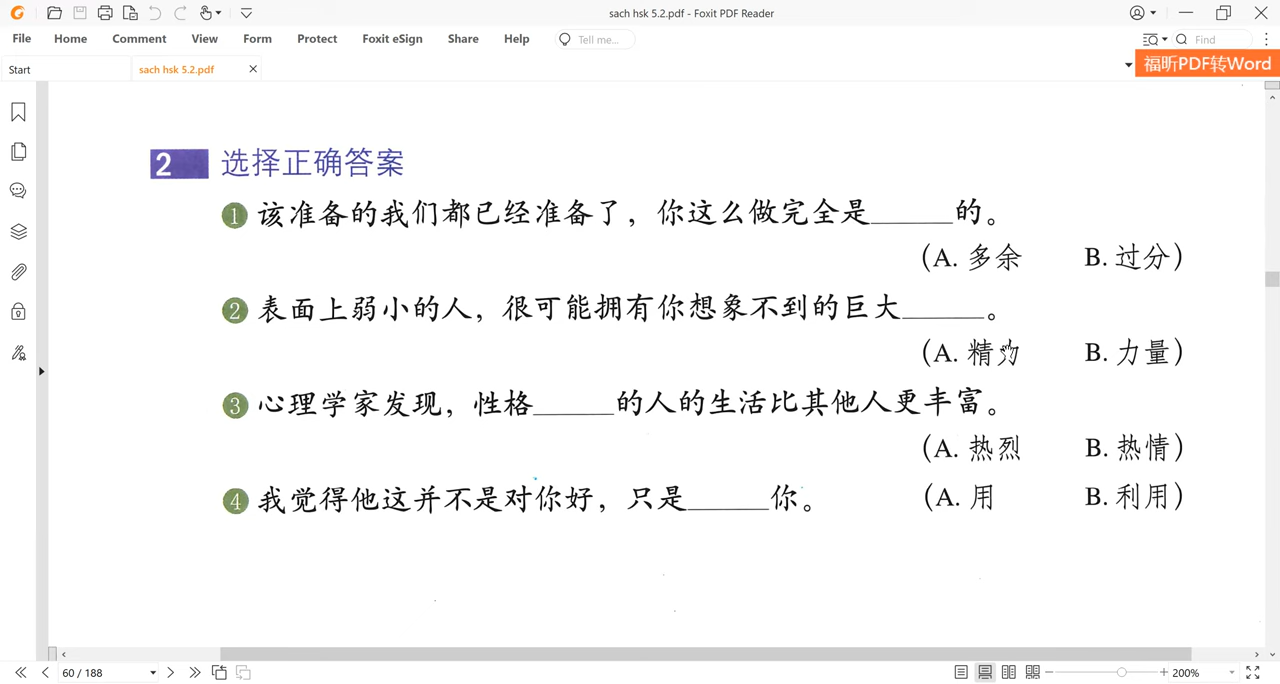 sach hsk 5.2.pdf - Foxit PDF Reader
File Home Comment View Form Protect Foxit eSign Share Help Tell me... Find
Start sach hsk 5.2.pdf
福昕PDF转Word
2 选择正确答案
1 该准备的我们都已经准备了，你这么做完全是______的。
（A. 多余 B. 过分）
2 表面上弱小的人，很可能拥有你想象不到的巨大______。
（A. 精力 B. 力量）
3 心理学家发现，性格______的人的生活比其他人更丰富。
（A. 热烈 B. 热情）
4 我觉得他这并不是对你好，只是______你。 （A. 用 B. 利用）
60 / 188 200%